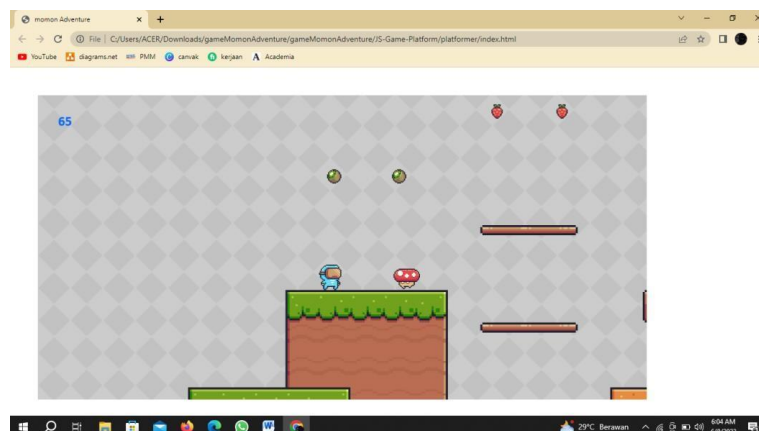 momon Adventure
File | C:/Users/ACER/Downloads/gameMomonAdventure/gameMomonAdventure/JS-Game-Platform/platformer/index.html
YouTube diagrams.net PMM canvak kerjaan Academia
65
29°C Berawan
6:04 AM